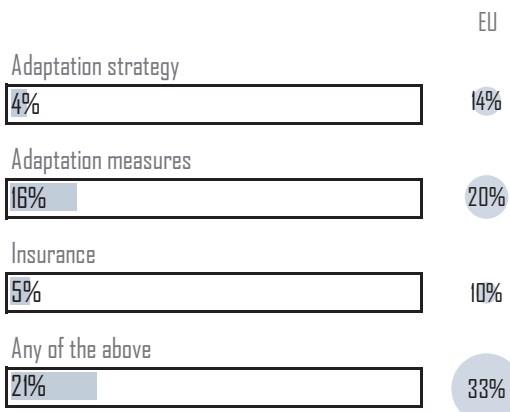 EU
Adaptation strategy
4% 14%
Adaptation measures
16% 20%
Insurance
5% 10%
Any of the above
21% 33%